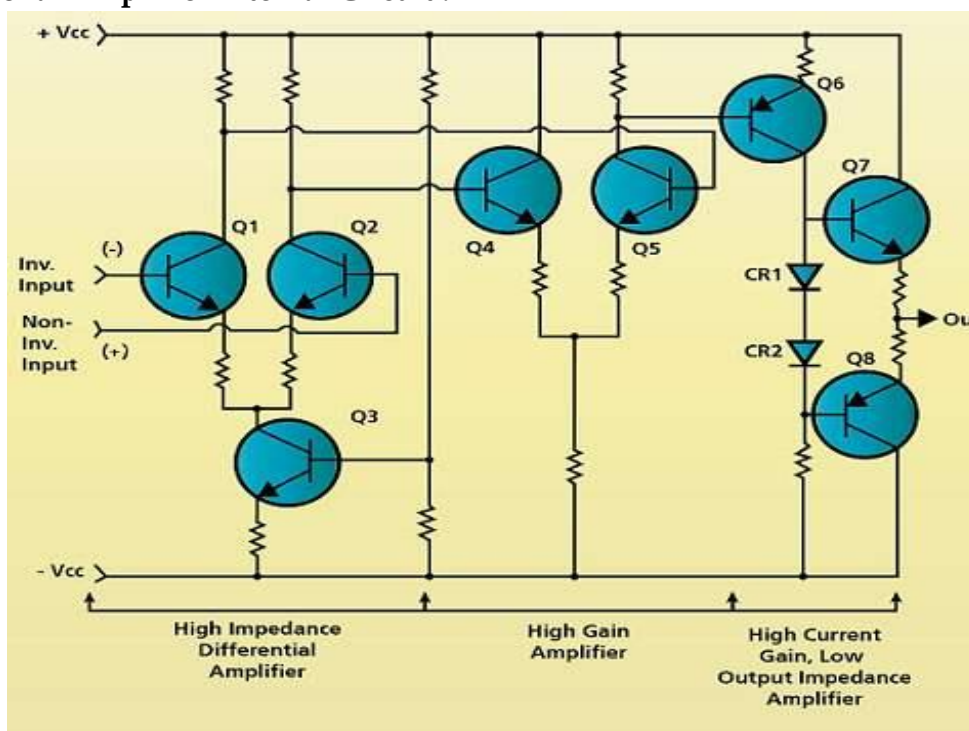 + Vcc
Q6
Q7
Q1
Q2
Q4
Q5
(-)
Inv.
Input
CR1
Non-
Inv.
Input
(+)
Ou
CR2
Q8
Q3
- Vcc
High Impedance
Differential
Amplifier
High Gain
Amplifier
High Current
Gain, Low
Output Impedance
Amplifier